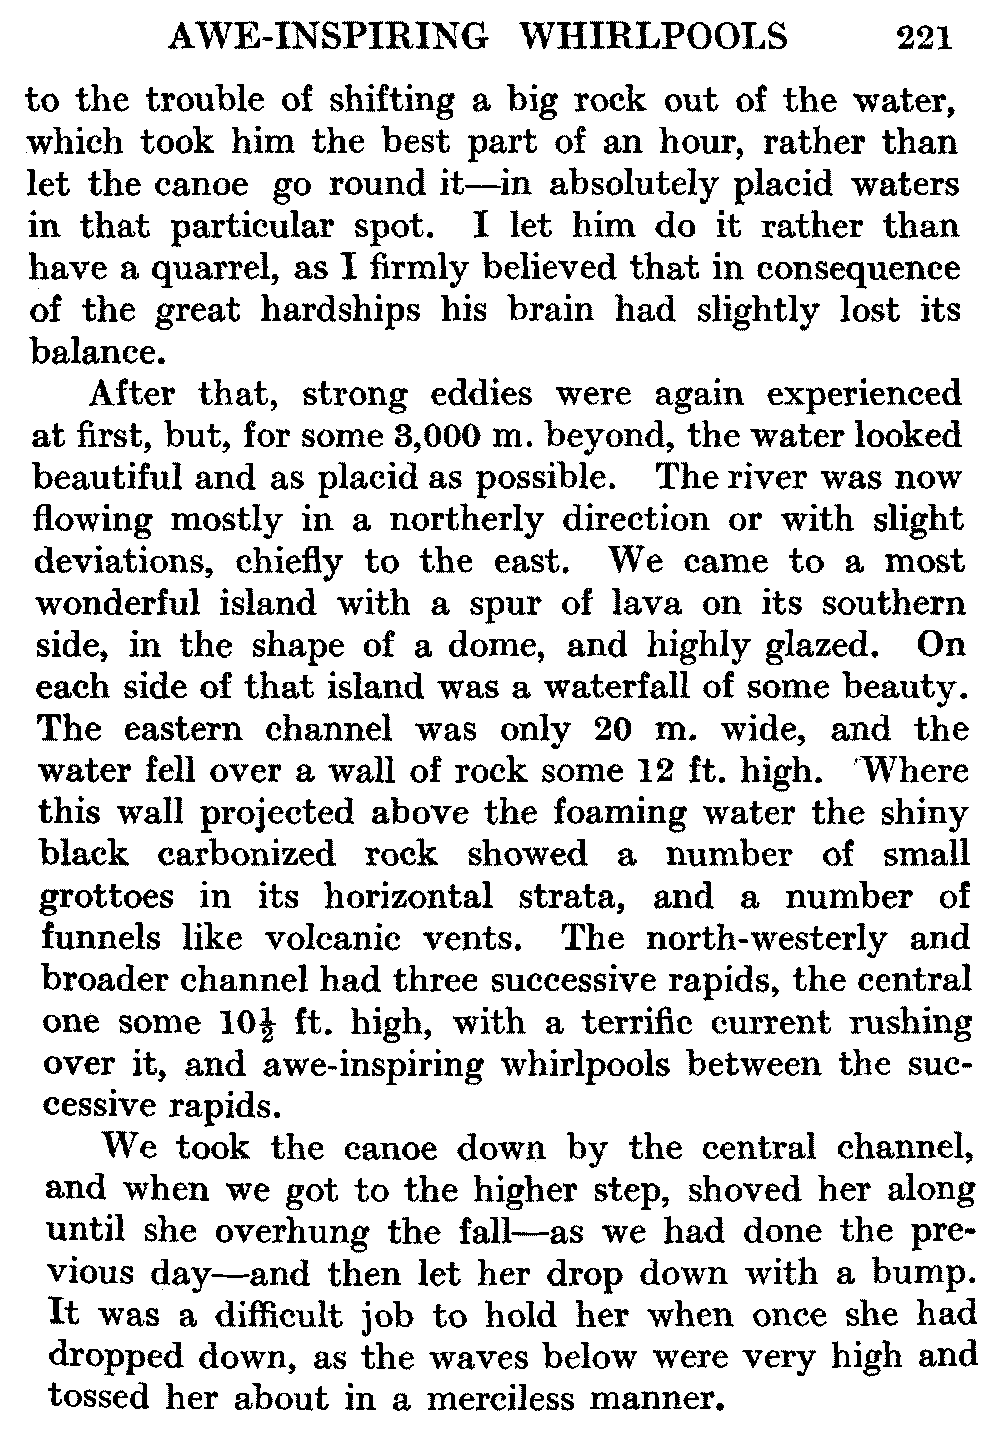 AWE-INSPIRING WHIRLPOOLS 221
to the trouble of shifting a big rock out of the water,
which took him the best part of an hour, rather than
let the canoe go round it—in absolutely placid waters
in that particular spot. I let him do it rather than
have a quarrel, as I firmly believed that in consequence
of the great hardships his brain had slightly lost its
balance.
After that, strong eddies were again experienced
at first, but, for some 3,000 m. beyond, the water looked
beautiful and as placid as possible. The river was now
flowing mostly in a northerly direction or with slight
deviations, chiefly to the east. We came to a most
wonderful island with a spur of lava on its southern
side, in the shape of a dome, and highly glazed. On
each side of that island was a waterfall of some beauty.
The eastern channel was only 20 m. wide, and the
water fell over a wall of rock some 12 ft. high. Where
this wall projected above the foaming water the shiny
black carbonized rock showed a number of small
grottoes in its horizontal strata, and a number of
funnels like volcanic vents. The north-westerly and
broader channel had three successive rapids, the central
one some 10½ ft. high, with a terrific current rushing
over it, and awe-inspiring whirlpools between the suc-
cessive rapids.
We took the canoe down by the central channel,
and when we got to the higher step, shoved her along
until she overhung the fall—as we had done the pre-
vious day—and then let her drop down with a bump.
It was a difficult job to hold her when once she had
dropped down, as the waves below were very high and
tossed her about in a merciless manner.